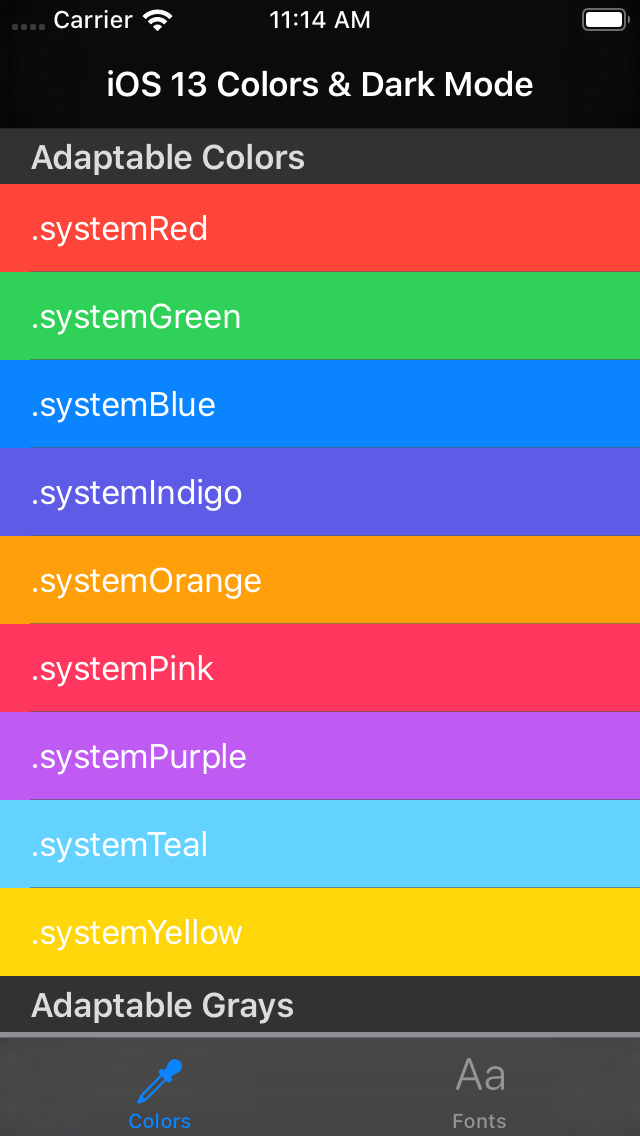 Carrier 11:14 AM
iOS 13 Colors & Dark Mode
Adaptable Colors
.systemRed
.systemGreen
.systemBlue
.systemIndigo
.systemOrange
.systemPink
.systemPurple
.systemTeal
.systemYellow
Adaptable Grays
Aa
Colors Fonts